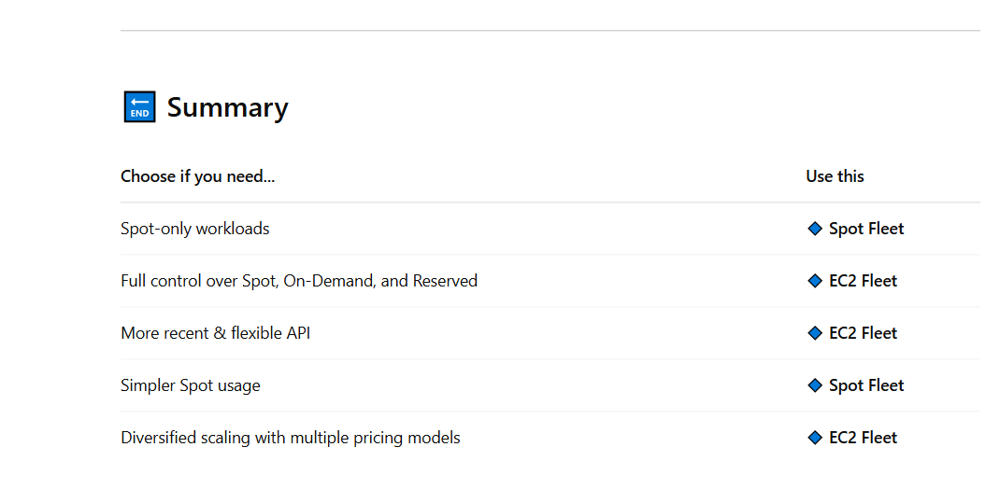 END Summary
Choose if you need... Use this
Spot-only workloads Spot Fleet
Full control over Spot, On-Demand, and Reserved EC2 Fleet
More recent & flexible API EC2 Fleet
Simpler Spot usage Spot Fleet
Diversified scaling with multiple pricing models EC2 Fleet